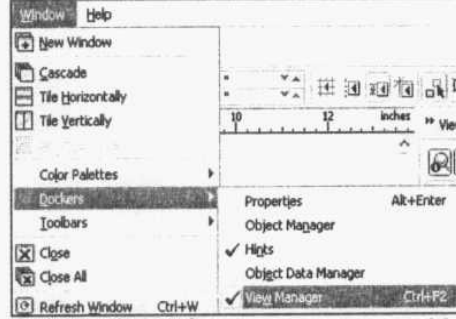 Window Help
New Window
Cascade
Tile Horizontally
Tile Vertically
10 12 inches
Color Palettes
Dockers
Toolbars
Close
Close All
Refresh Window Ctrl+W
Properties Alt+Enter
Object Manager
Hints
Object Data Manager
View Manager Ctrl+F2